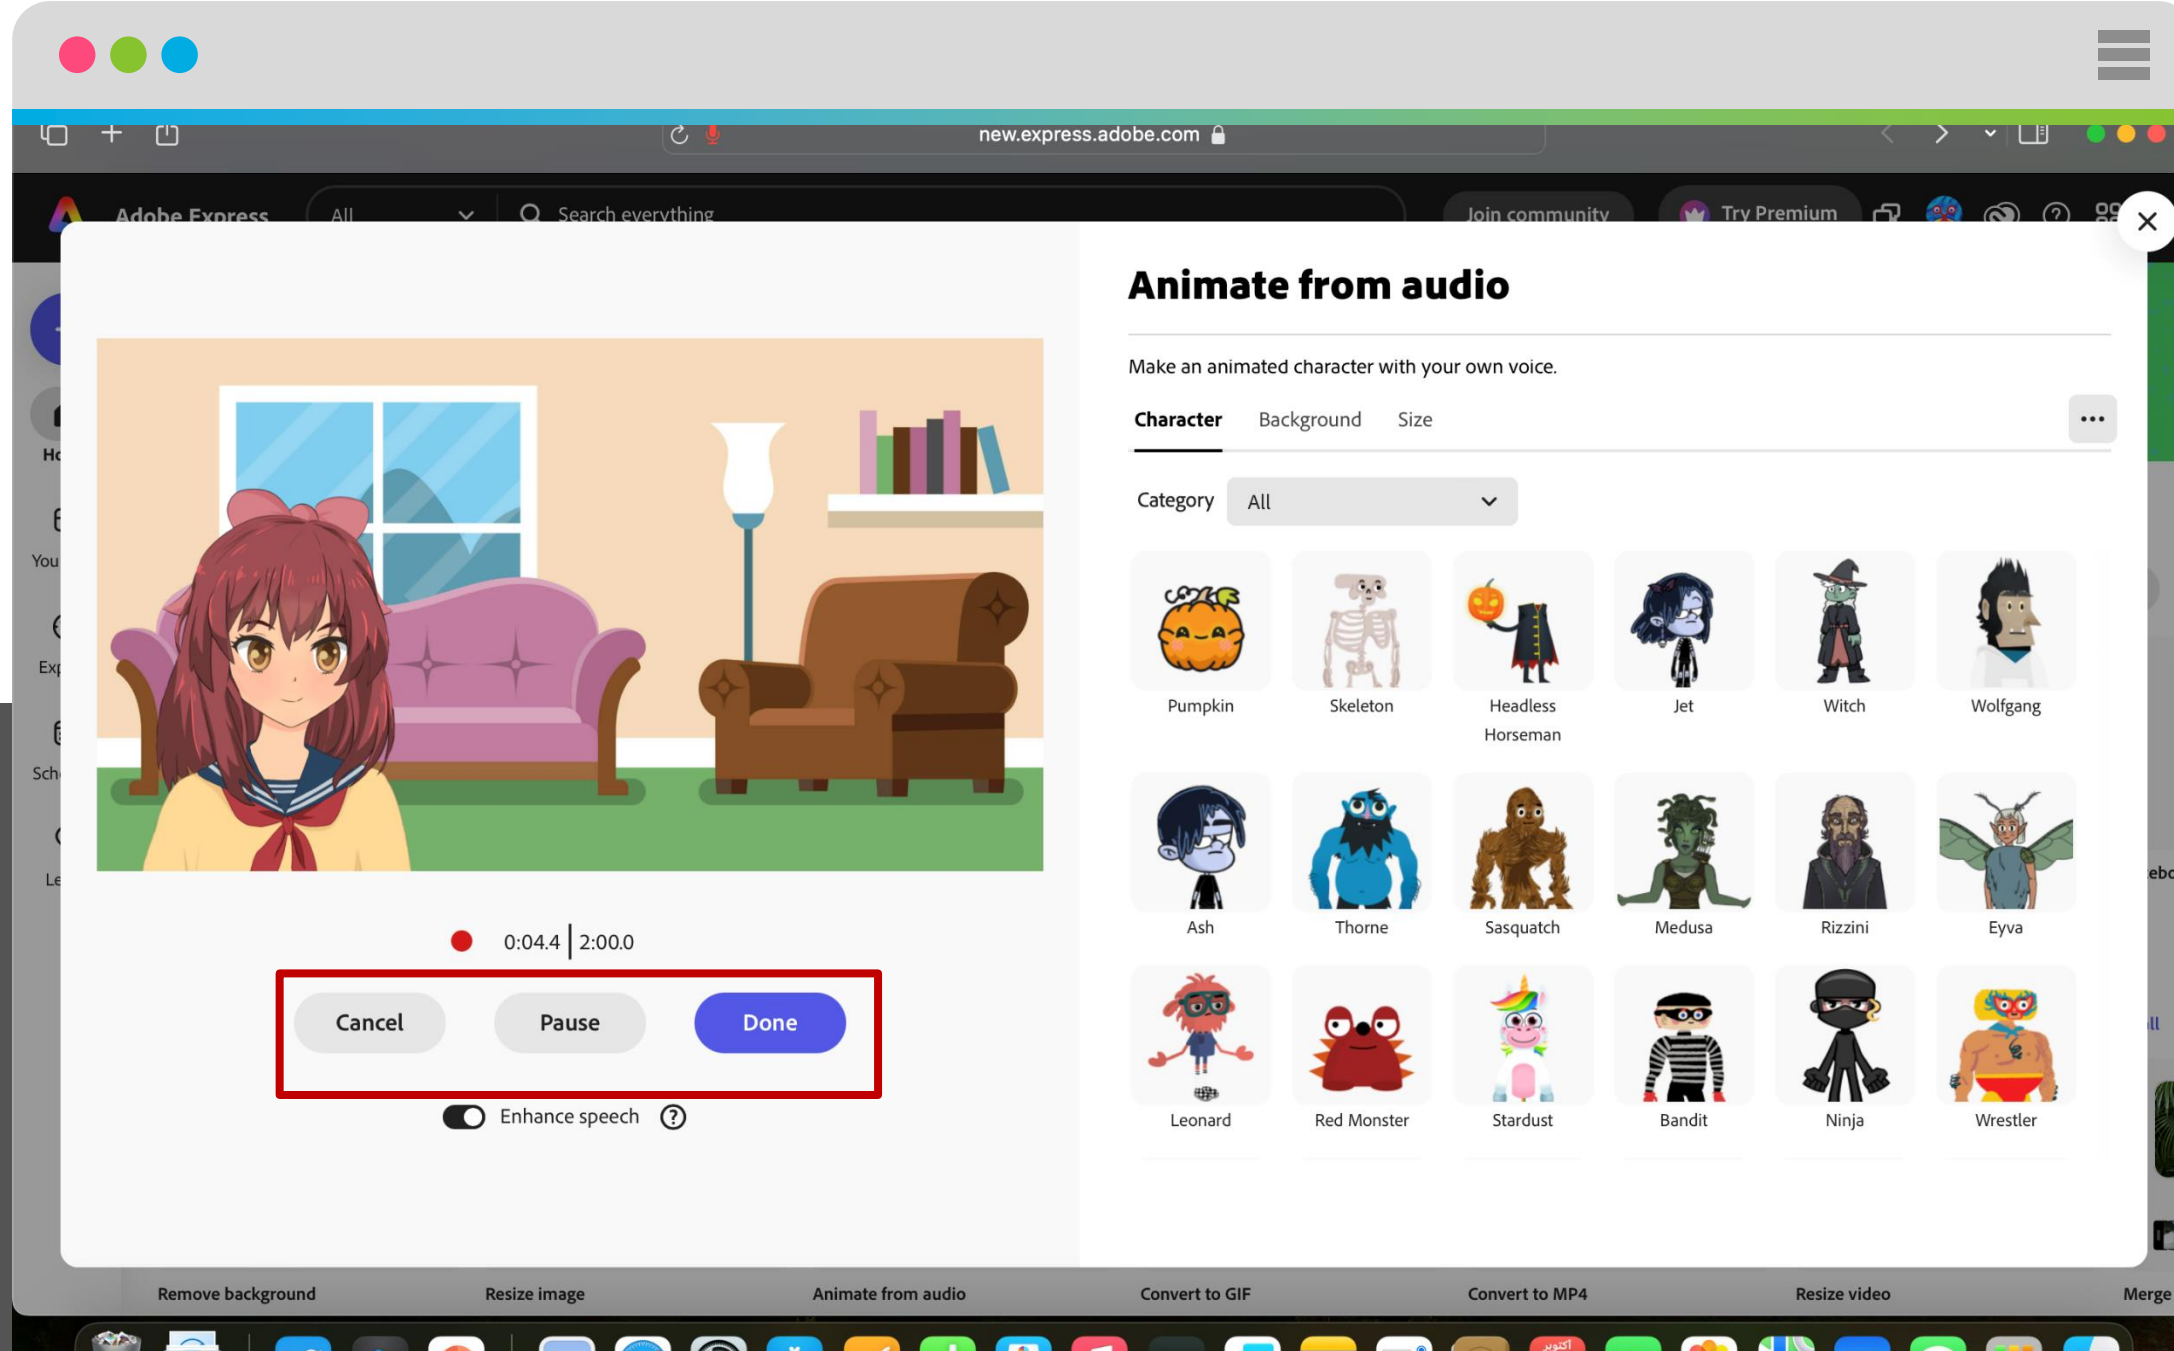 new.express.adobe.com
Adobe Express All Search everything Join community Try Premium
Animate from audio
Make an animated character with your own voice.
Character Background Size
Category All
Pumpkin Skeleton Headless Horseman Jet Witch Wolfgang
Ash Thorne Sasquatch Medusa Rizzini Eyva
Leonard Red Monster Stardust Bandit Ninja Wrestler
0:04.4 2:00.0
Cancel Pause Done
Enhance speech
You
Remove background Resize image Animate from audio Convert to GIF Convert to MP4 Resize video Merge
أكتوبر